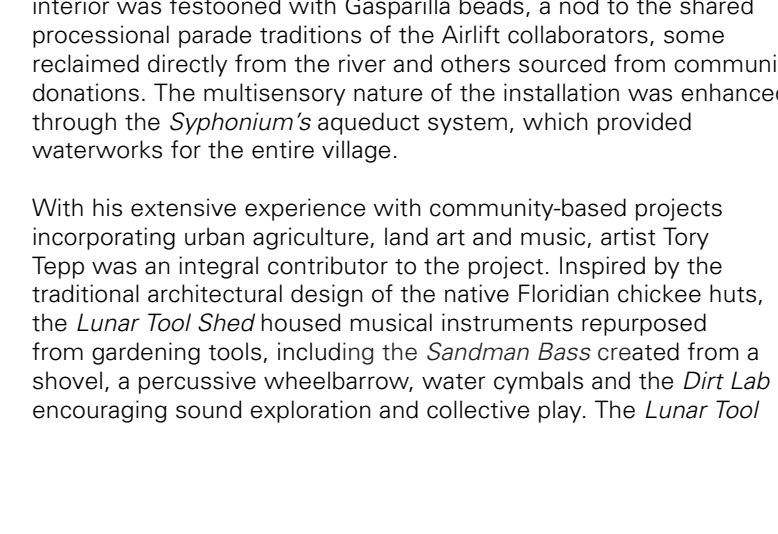 interior was festooned with Gasparilla beads, a nod to the shared
processional parade traditions of the Airlift collaborators, some
reclaimed directly from the river and others sourced from communi
donations. The multisensory nature of the installation was enhanced
through the Syphonium's aqueduct system, which provided
waterworks for the entire village.
With his extensive experience with community-based projects
incorporating urban agriculture, land art and music, artist Tory
Tepp was an integral contributor to the project. Inspired by the
traditional architectural design of the native Floridian chickee huts,
the Lunar Tool Shed housed musical instruments repurposed
from gardening tools, including the Sandman Bass created from a
shovel, a percussive wheelbarrow, water cymbals and the Dirt Lab
encouraging sound exploration and collective play. The Lunar Tool